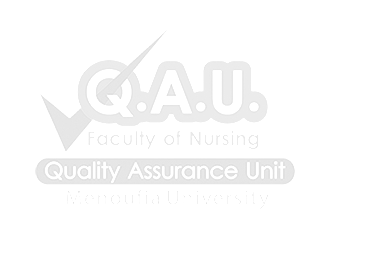 Q.A.U.
Faculty of Nursing
Quality Assurance Unit
Menoufia University